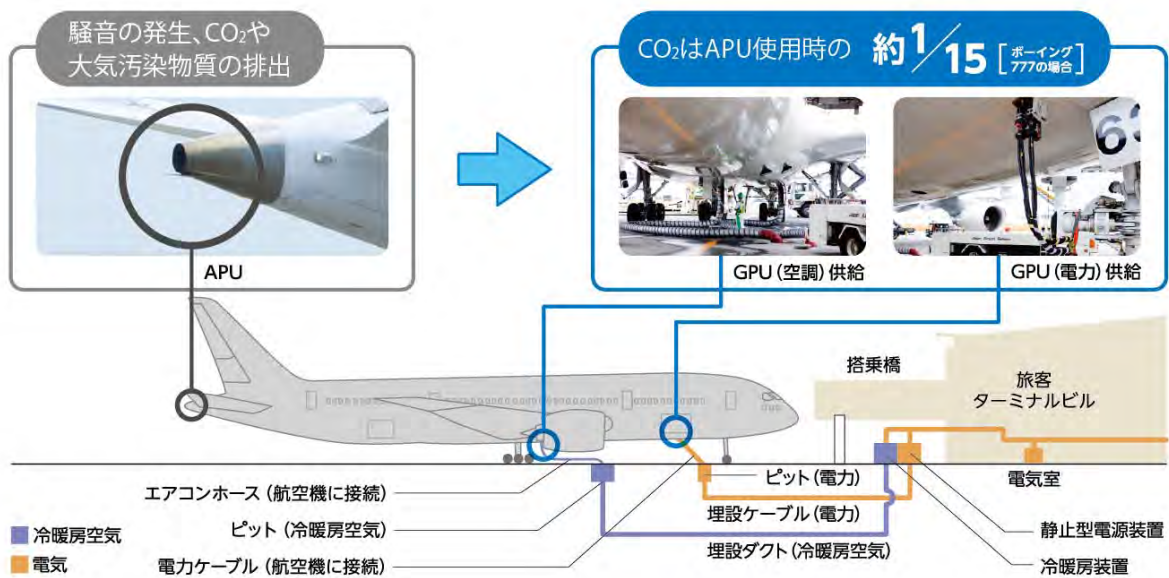 騒音の発生、CO₂や
大気汚染物質の排出
APU
CO₂はAPU使用時の 約1/15 [ボーイング
777の場合]
GPU(空調)供給
GPU(電力)供給
搭乗橋
旅客
ターミナルビル
エアコンホース(航空機に接続)
ピット(冷暖房空気)
電力ケーブル(航空機に接続)
ピット(電力)
埋設ケーブル(電力)
埋設ダクト(冷暖房空気)
電気室
静止型電源装置
冷暖房装置
冷暖房空気
電気